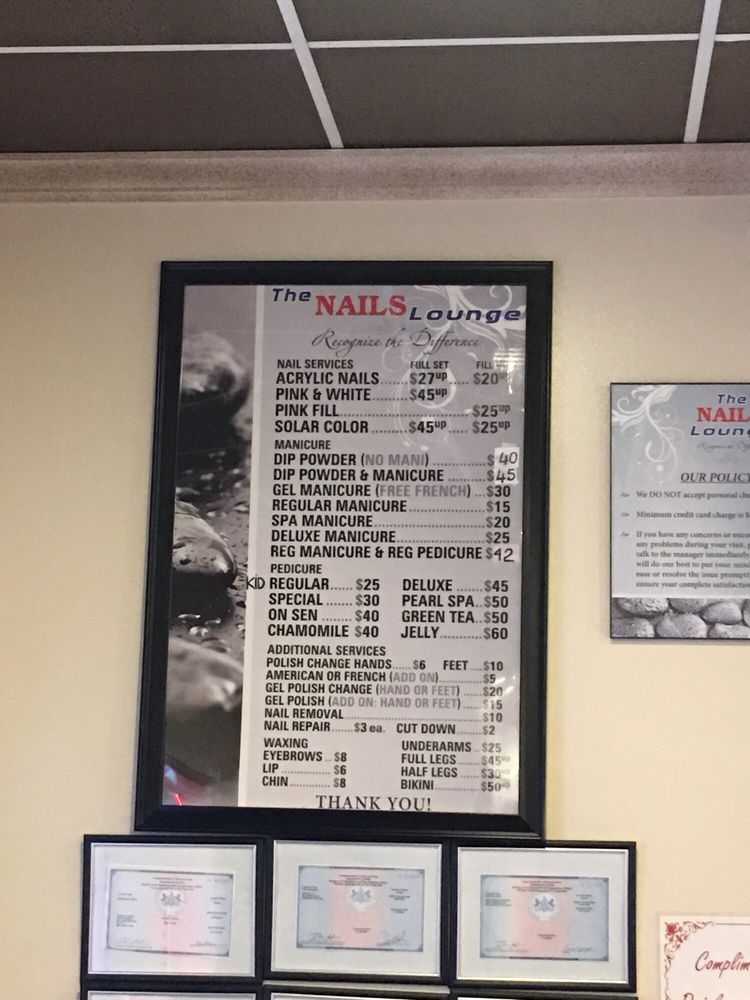 The NAILS Lounge
Recognize the Difference
NAIL SERVICES FULL SET FILL
ACRYLIC NAILS.....$27up.....$20up
PINK & WHITE.......$45up
PINK FILL..............................$25up
SOLAR COLOR.......$45up.....$25up
MANICURE
DIP POWDER (NO MANI)............$40
DIP POWDER & MANICURE.......$45
GEL MANICURE (FREE FRENCH)....$30
REGULAR MANICURE................$15
SPA MANICURE........................$20
DELUXE MANICURE...................$25
REG MANICURE & REG PEDICURE $42
PEDICURE
KID REGULAR......$25 DELUXE.......$45
SPECIAL.......$30 PEARL SPA..$50
ON SEN........$40 GREEN TEA..$50
CHAMOMILE $40 JELLY..........$60
ADDITIONAL SERVICES
POLISH CHANGE HANDS......$6 FEET....$10
AMERICAN OR FRENCH (ADD ON)............$5
GEL POLISH CHANGE (HAND OR FEET)......$20
GEL POLISH (ADD ON: HAND OR FEET).....$15
NAIL REMOVAL.....................................$10
NAIL REPAIR......$3 ea. CUT DOWN.......$2
WAXING
EYEBROWS..$8
LIP..............$6
CHIN............$8
UNDERARMS..$25
FULL LEGS......$45up
HALF LEGS.....$30up
BIKINI............$50up
THANK YOU!
The
NAIL
Loun
OUR POLICY
We DO NOT accept personal
Minimum credit card charge is
If you have any concerns or
any problems during your visit,
talk to the manager immediately
will do our best to put your mind
ease or resolve the issue
ensure your complete
Complim